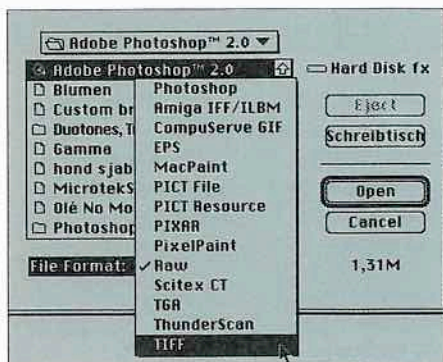 Adobe Photoshop™ 2.0
Adobe Photoshop™ 2.0
Hard Disk fx
Blumen
Custom br
Duotones, T
Gamma
hond sjab
MicrotekS
Olé No Mo
Photoshop
Photoshop
Amiga IFF/ILBM
CompuServe GIF
EPS
MacPaint
PICT File
PICT Resource
PIXAR
PixelPaint
✓Raw
Scitex CT
TGA
ThunderScan
TIFF
Eject
Schreibtisch
Open
Cancel
File Format:
1,31M